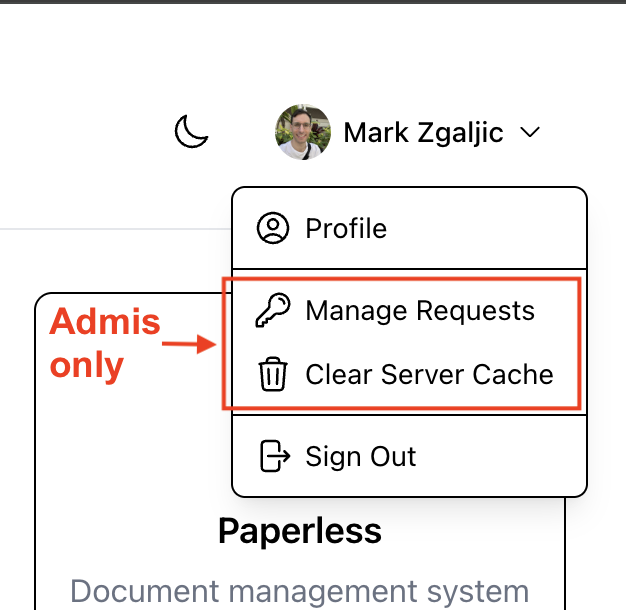 Mark Zgaljic
Profile
Admis
only
Manage Requests
Clear Server Cache
Sign Out
Paperless
Document management system